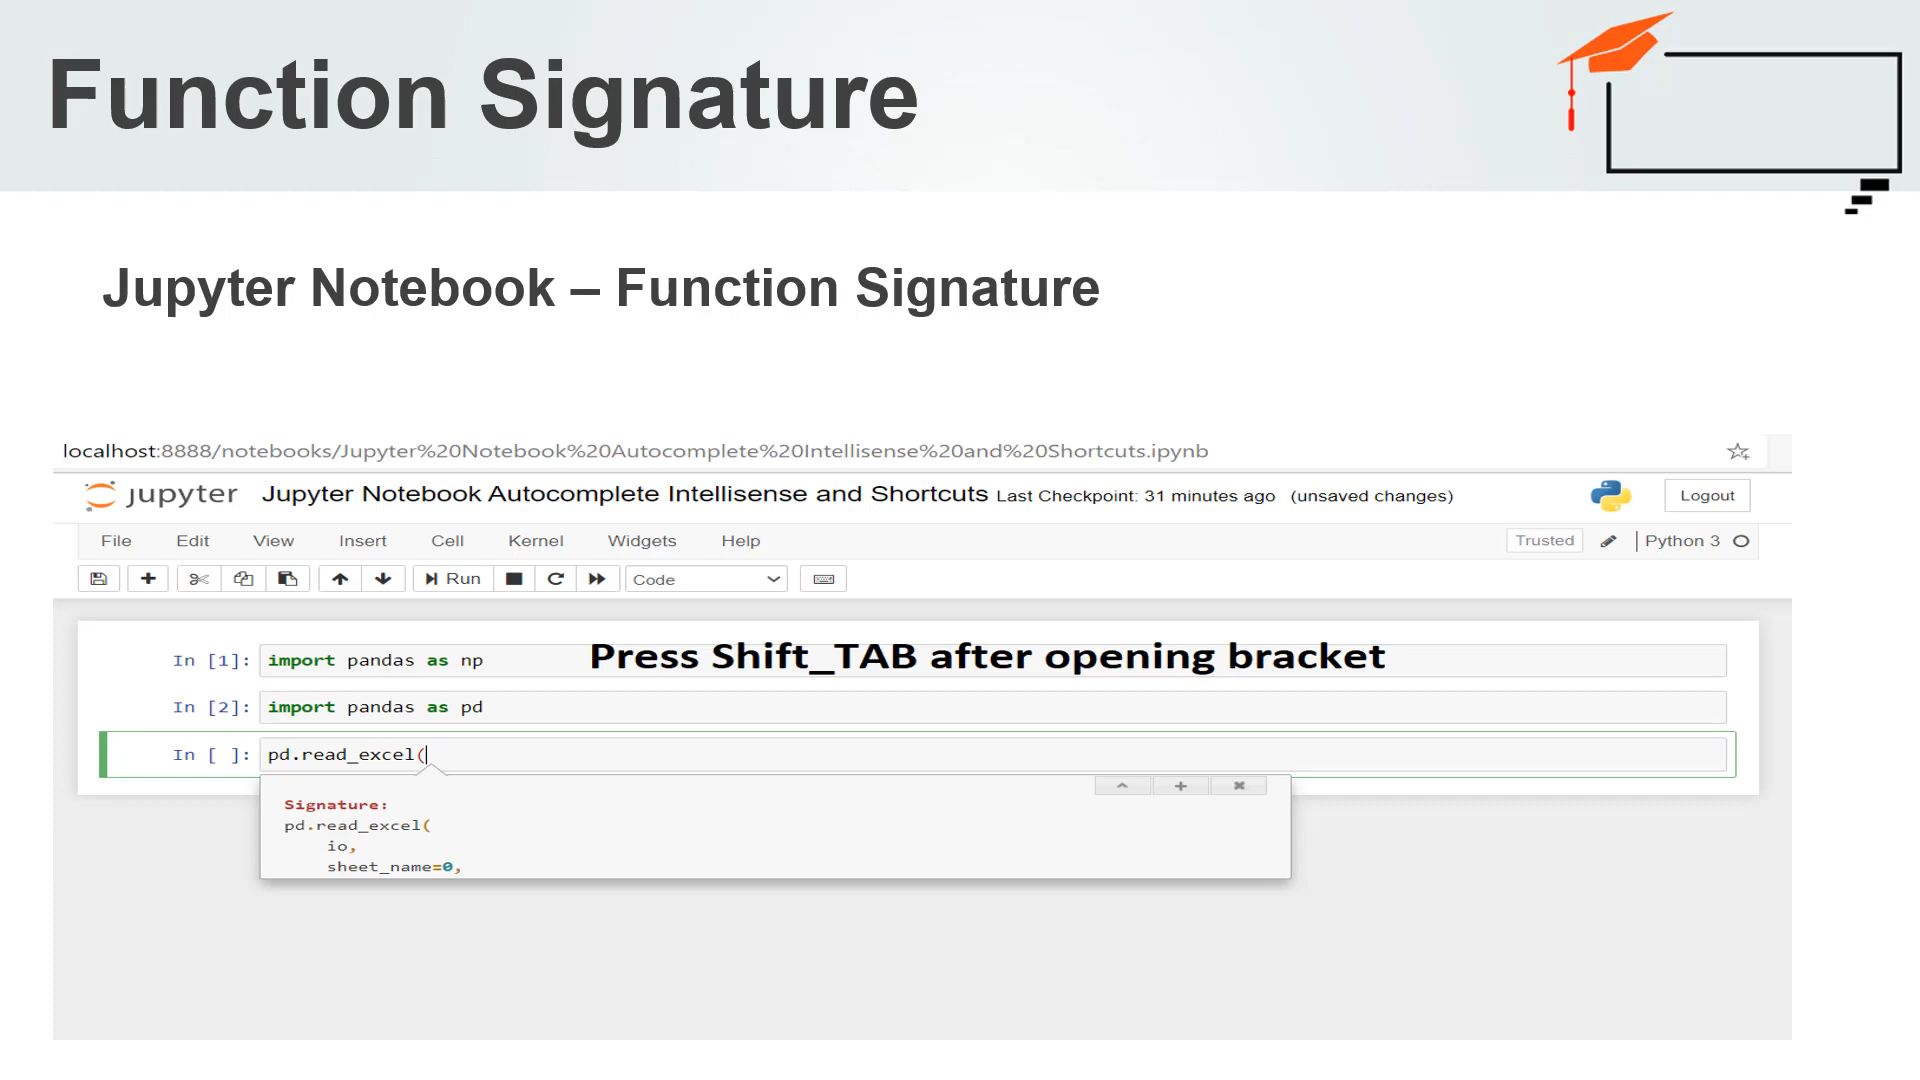 Function Signature
Jupyter Notebook – Function Signature
localhost:8888/notebooks/Jupyter%20Notebook%20Autocomplete%20Intellisense%20and%20Shortcuts.ipynb
jupyter Jupyter Notebook Autocomplete Intellisense and Shortcuts Last Checkpoint: 31 minutes ago (unsaved changes) Logout
File Edit View Insert Cell Kernel Widgets Help Trusted Python 3
Run Code
In [1]: import pandas as np Press Shift_TAB after opening bracket
In [2]: import pandas as pd
In [ ]: pd.read_excel(
Signature:
pd.read_excel(
io,
sheet_name=0,